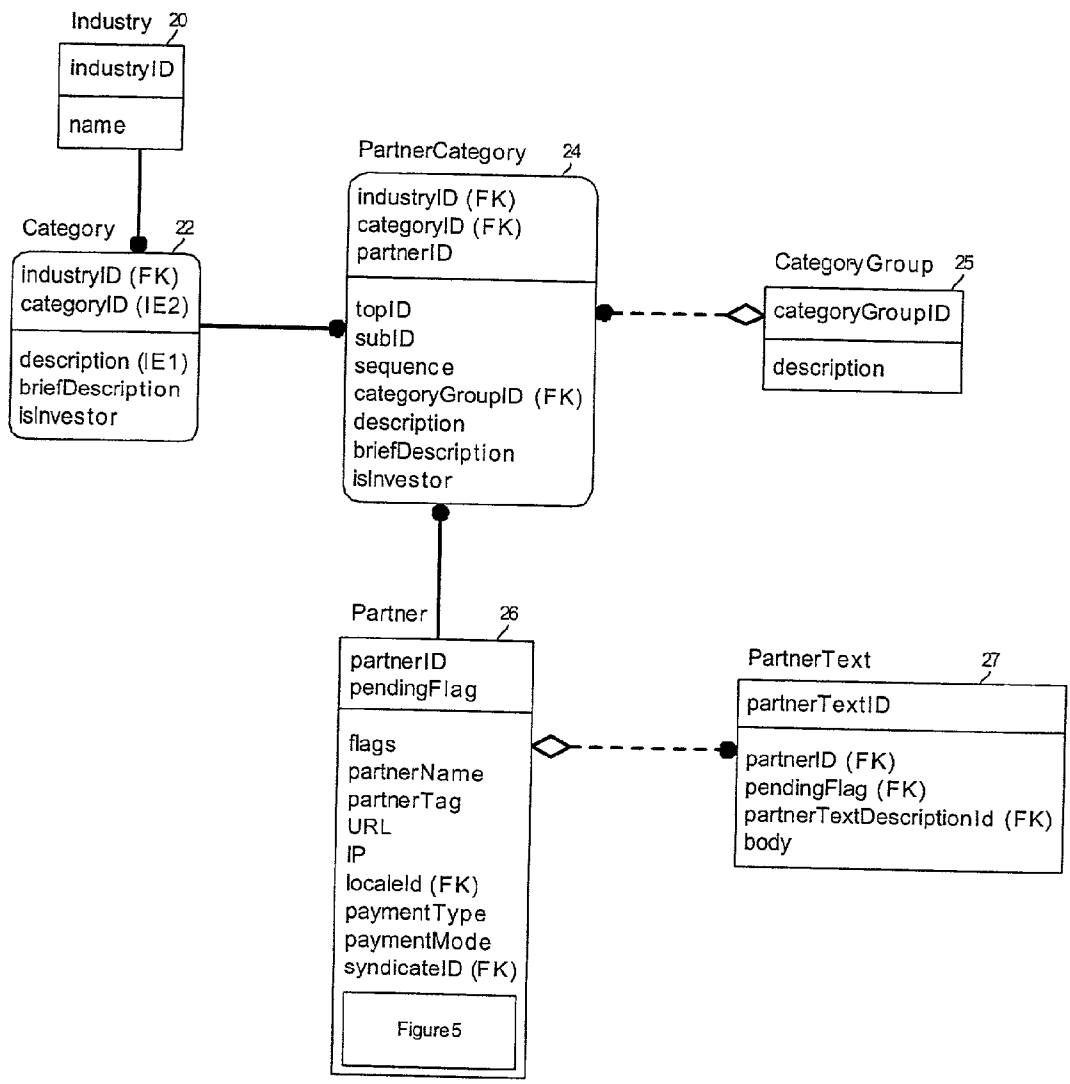 Industry 20
industryID
name
Category 22
industryID (FK)
categoryID (IE2)
description (IE1)
briefDescription
isInvestor
PartnerCategory 24
industryID (FK)
categoryID (FK)
partnerID
topID
subID
sequence
categoryGroupID (FK)
description
briefDescription
isInvestor
CategoryGroup 25
categoryGroupID
description
Partner 26
partnerID
pendingFlag
flags
partnerName
partnerTag
URL
IP
localeId (FK)
paymentType
paymentMode
syndicateID (FK)
Figure5
PartnerText 27
partnerTextID
partnerID (FK)
pendingFlag (FK)
partnerTextDescriptionId (FK)
body